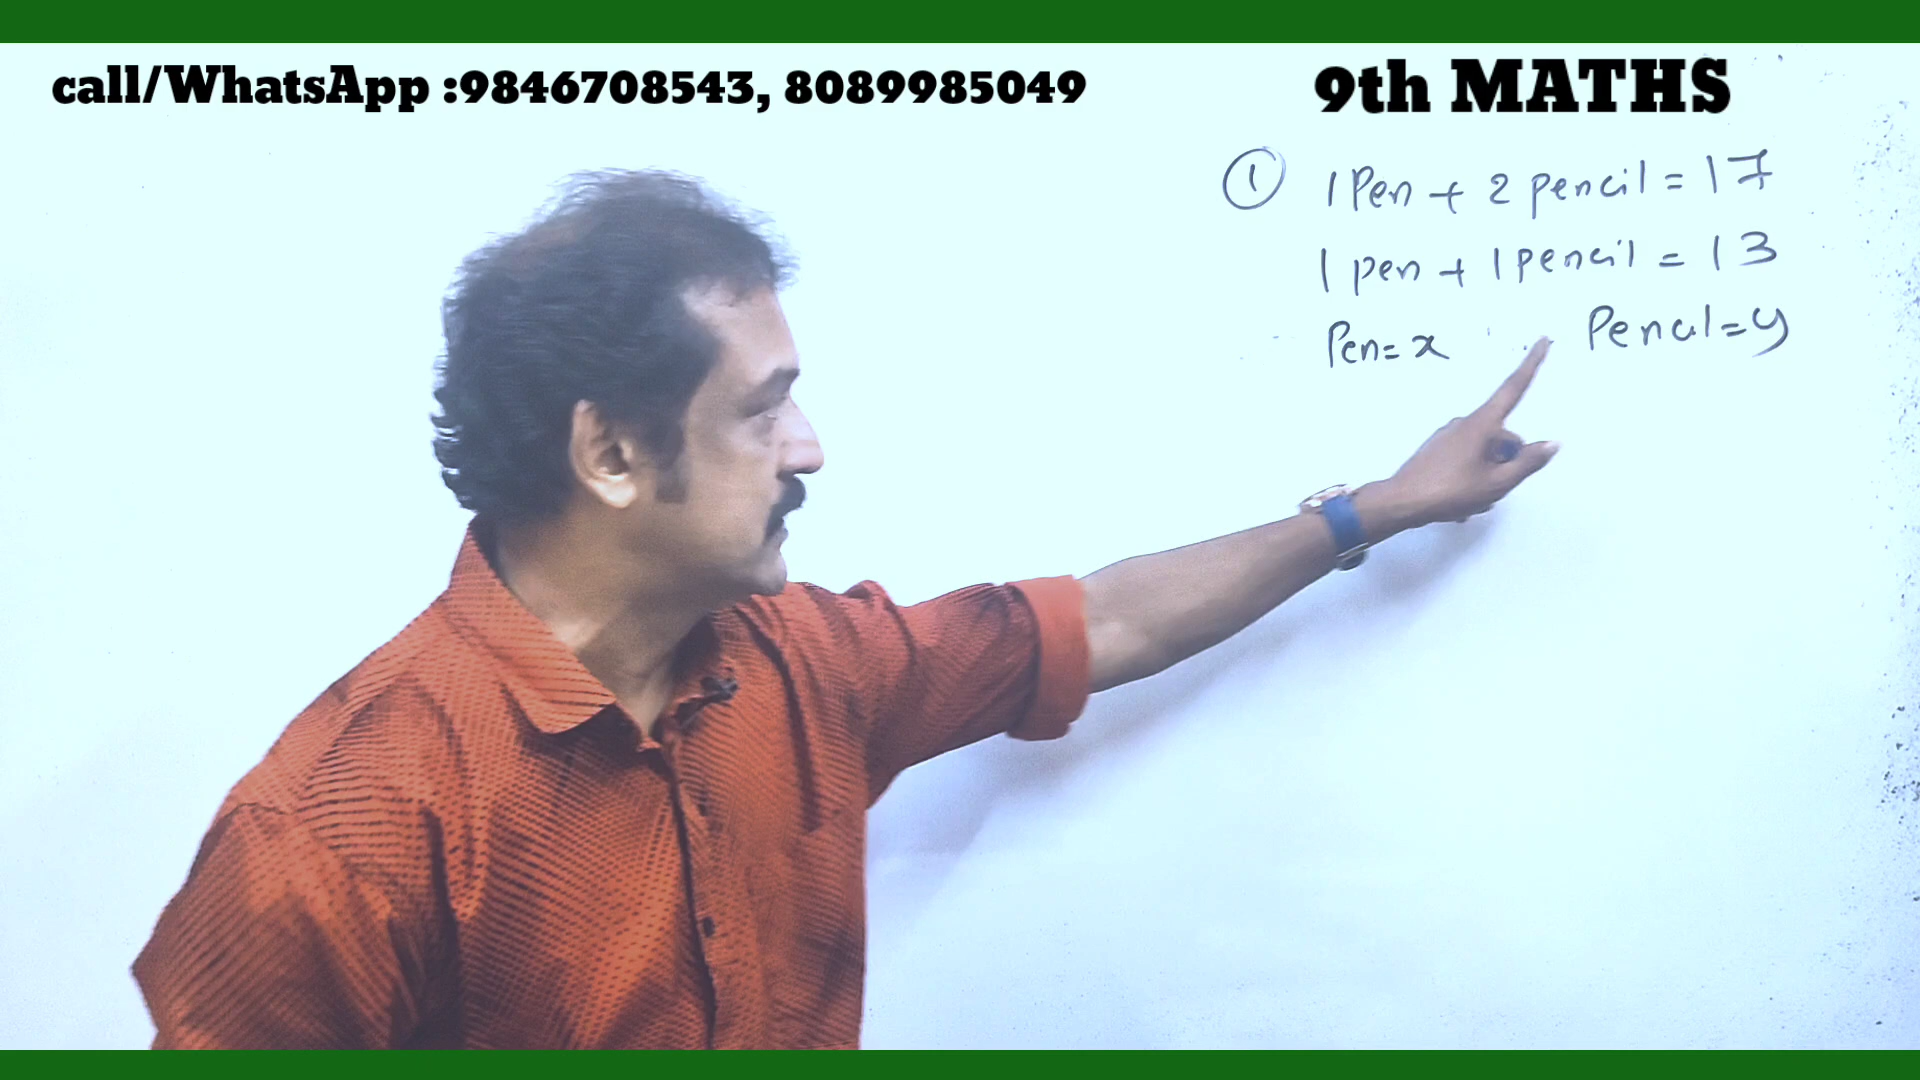 call/WhatsApp :9846708543, 8089985049
9th MATHS
① 1 Pen + 2 pencil = 17
1 pen + 1 pencil = 13
Pen = x Pencil = y